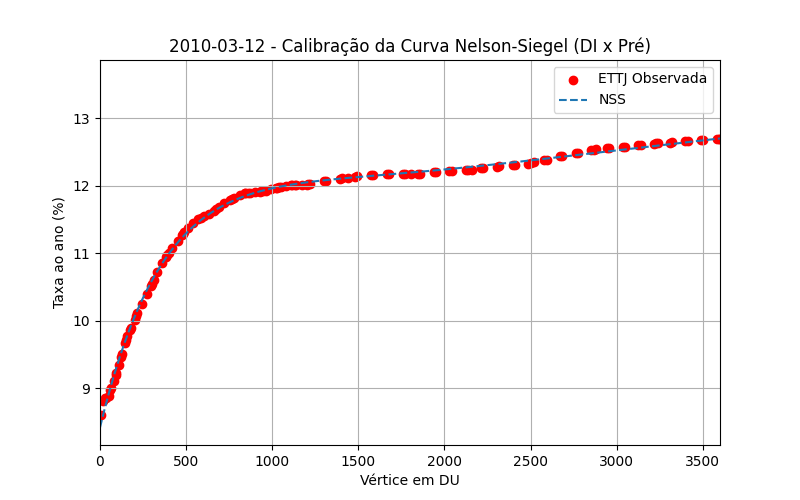 2010-03-12 - Calibração da Curva Nelson-Siegel (DI x Pré)
ETTJ Observada
NSS
Taxa ao ano (%)
13
12
11
10
9
0 500 1000 1500 2000 2500 3000 3500
Vértice em DU